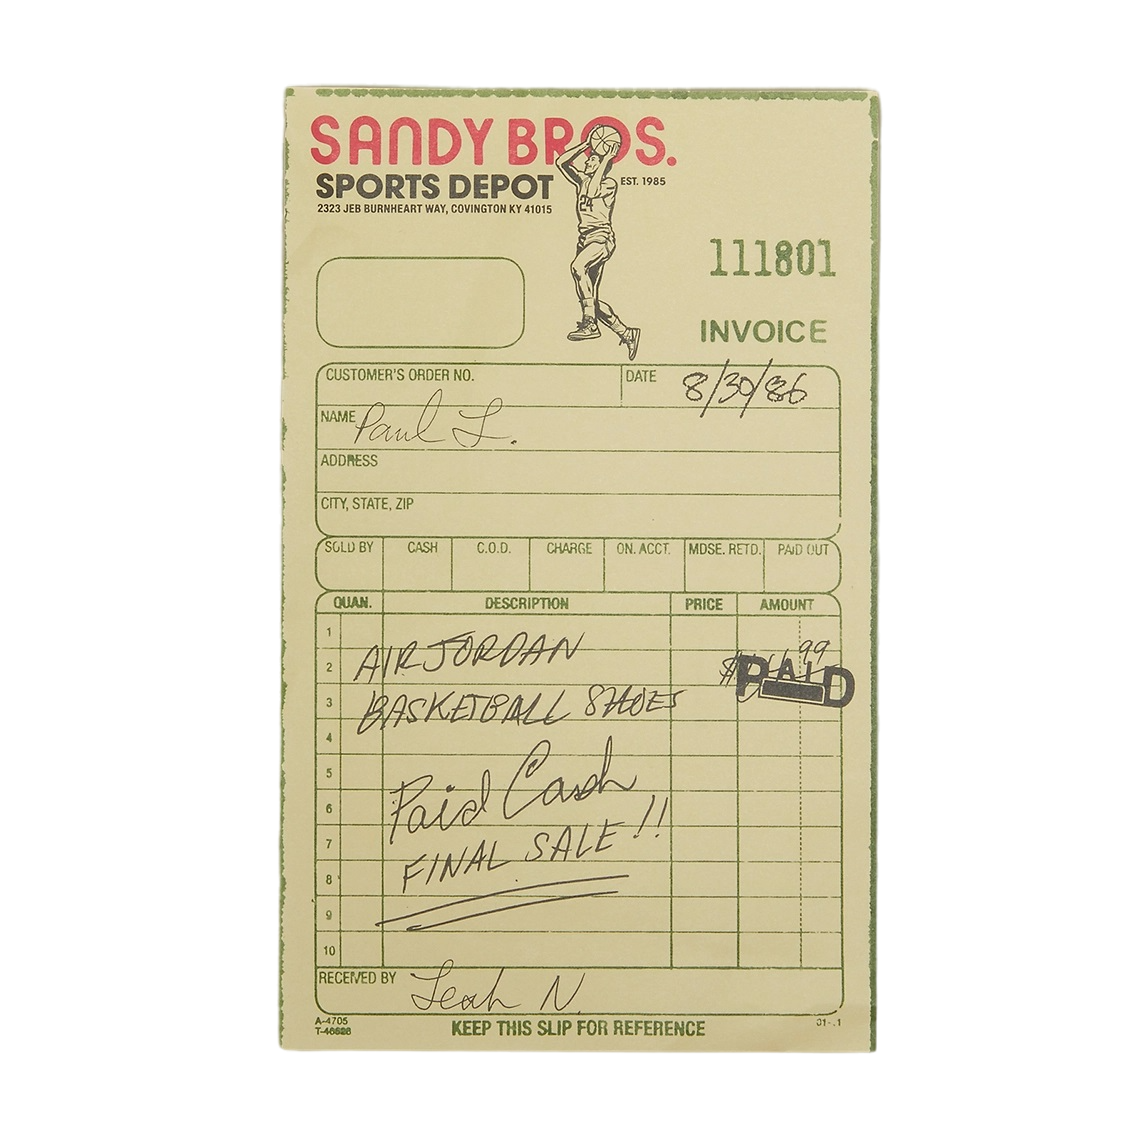 SANDY BROS.
SPORTS DEPOT
EST. 1985
2323 JEB BURNHEART WAY, COVINGTON KY 41015
24
111801
INVOICE
CUSTOMER'S ORDER NO.
DATE 8/30/86
NAME Paul L.
ADDRESS
CITY, STATE, ZIP
SOLD BY CASH C.O.D. CHARGE ON. ACCT. MDSE. RETD. PAID OUT
QUAN. DESCRIPTION PRICE AMOUNT
1
2 AIR JORDAN
PAID
3 BASKETBALL SHOES
4
5
6 Paid Cash
7
8 FINAL SALE!!
9
10
RECEIVED BY Leah N.
A-4705
KEEP THIS SLIP FOR REFERENCE